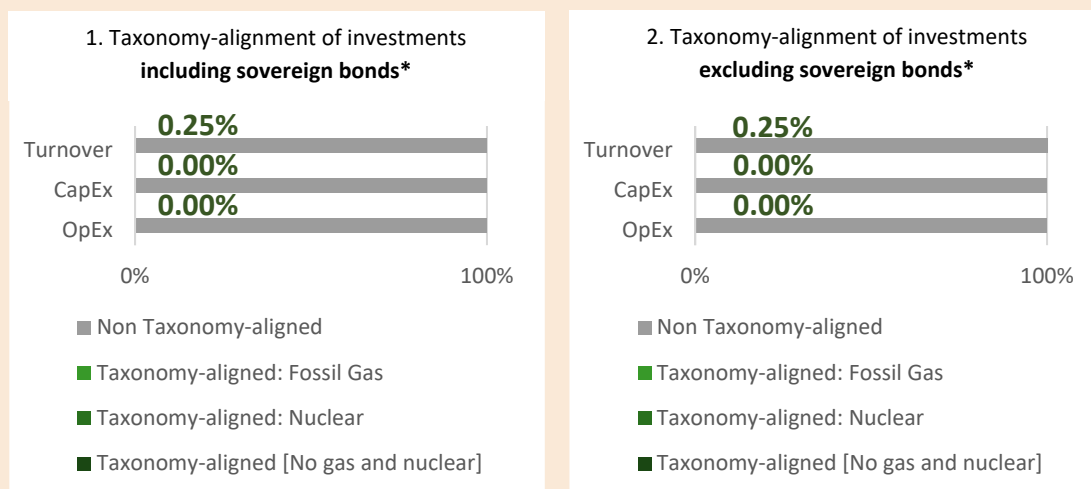 1. Taxonomy-alignment of investments
including sovereign bonds*
0.25%
Turnover
0.00%
CapEx
0.00%
OpEx
0%
100%
Non Taxonomy-aligned
Taxonomy-aligned: Fossil Gas
Taxonomy-aligned: Nuclear
Taxonomy-aligned [No gas and nuclear]
2. Taxonomy-alignment of investments
excluding sovereign bonds*
0.25%
Turnover
0.00%
CapEx
0.00%
OpEx
0%
100%
Non Taxonomy-aligned
Taxonomy-aligned: Fossil Gas
Taxonomy-aligned: Nuclear
Taxonomy-aligned [No gas and nuclear]